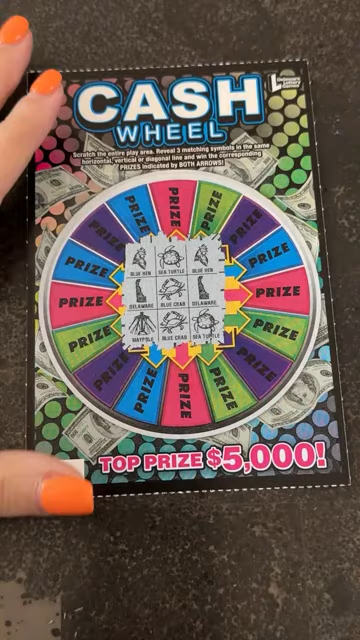 CASH
WHEEL
Scratch the entire play area. Reveal 3 matching symbols in the same
horizontal, vertical or diagonal line and win the corresponding
PRIZES indicated by BOTH ARROWS!
PRIZE PRIZE PRIZE PRIZE
PRIZE PRIZE
PRIZE PRIZE
PRIZE PRIZE
PRIZE PRIZE
PRIZE PRIZE PRIZE
BLUE HEN SEA TURTLE BLUE HEN
DELAWARE BLUE CRAB DELAWARE
MAYPOLE BLUE CRAB SEA TURTLE
PRIZE
TOP PRIZE $5,000!